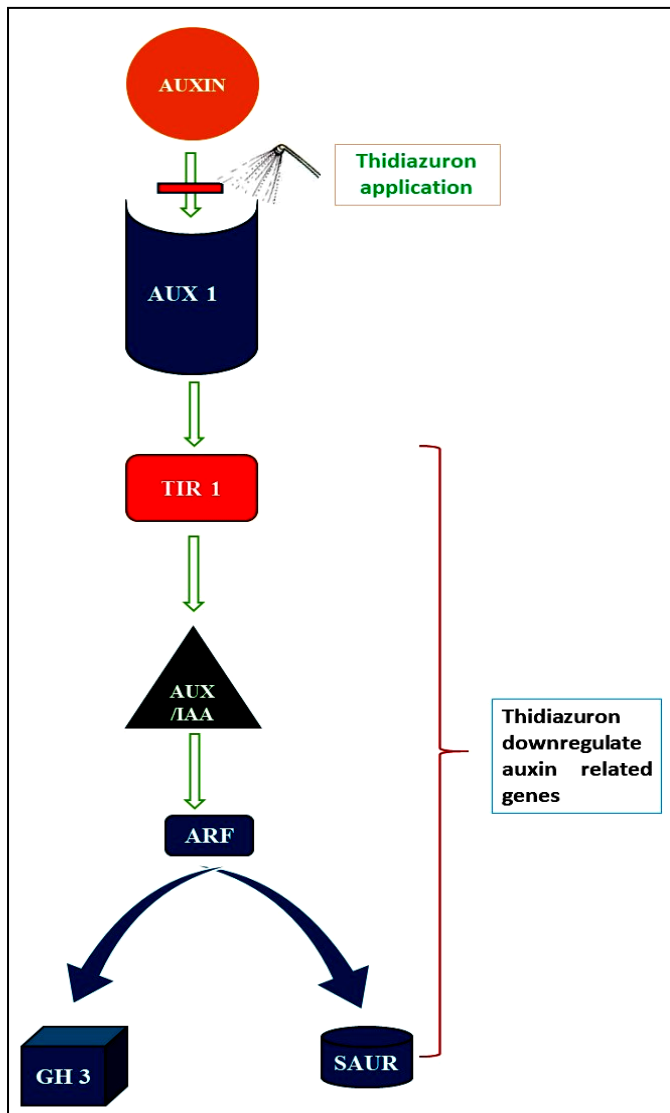 AUXIN
Thidiazuron
application
AUX 1
TIR 1
AUX
/IAA
Thidiazuron
downregulate
auxin related
genes
ARF
GH 3
SAUR